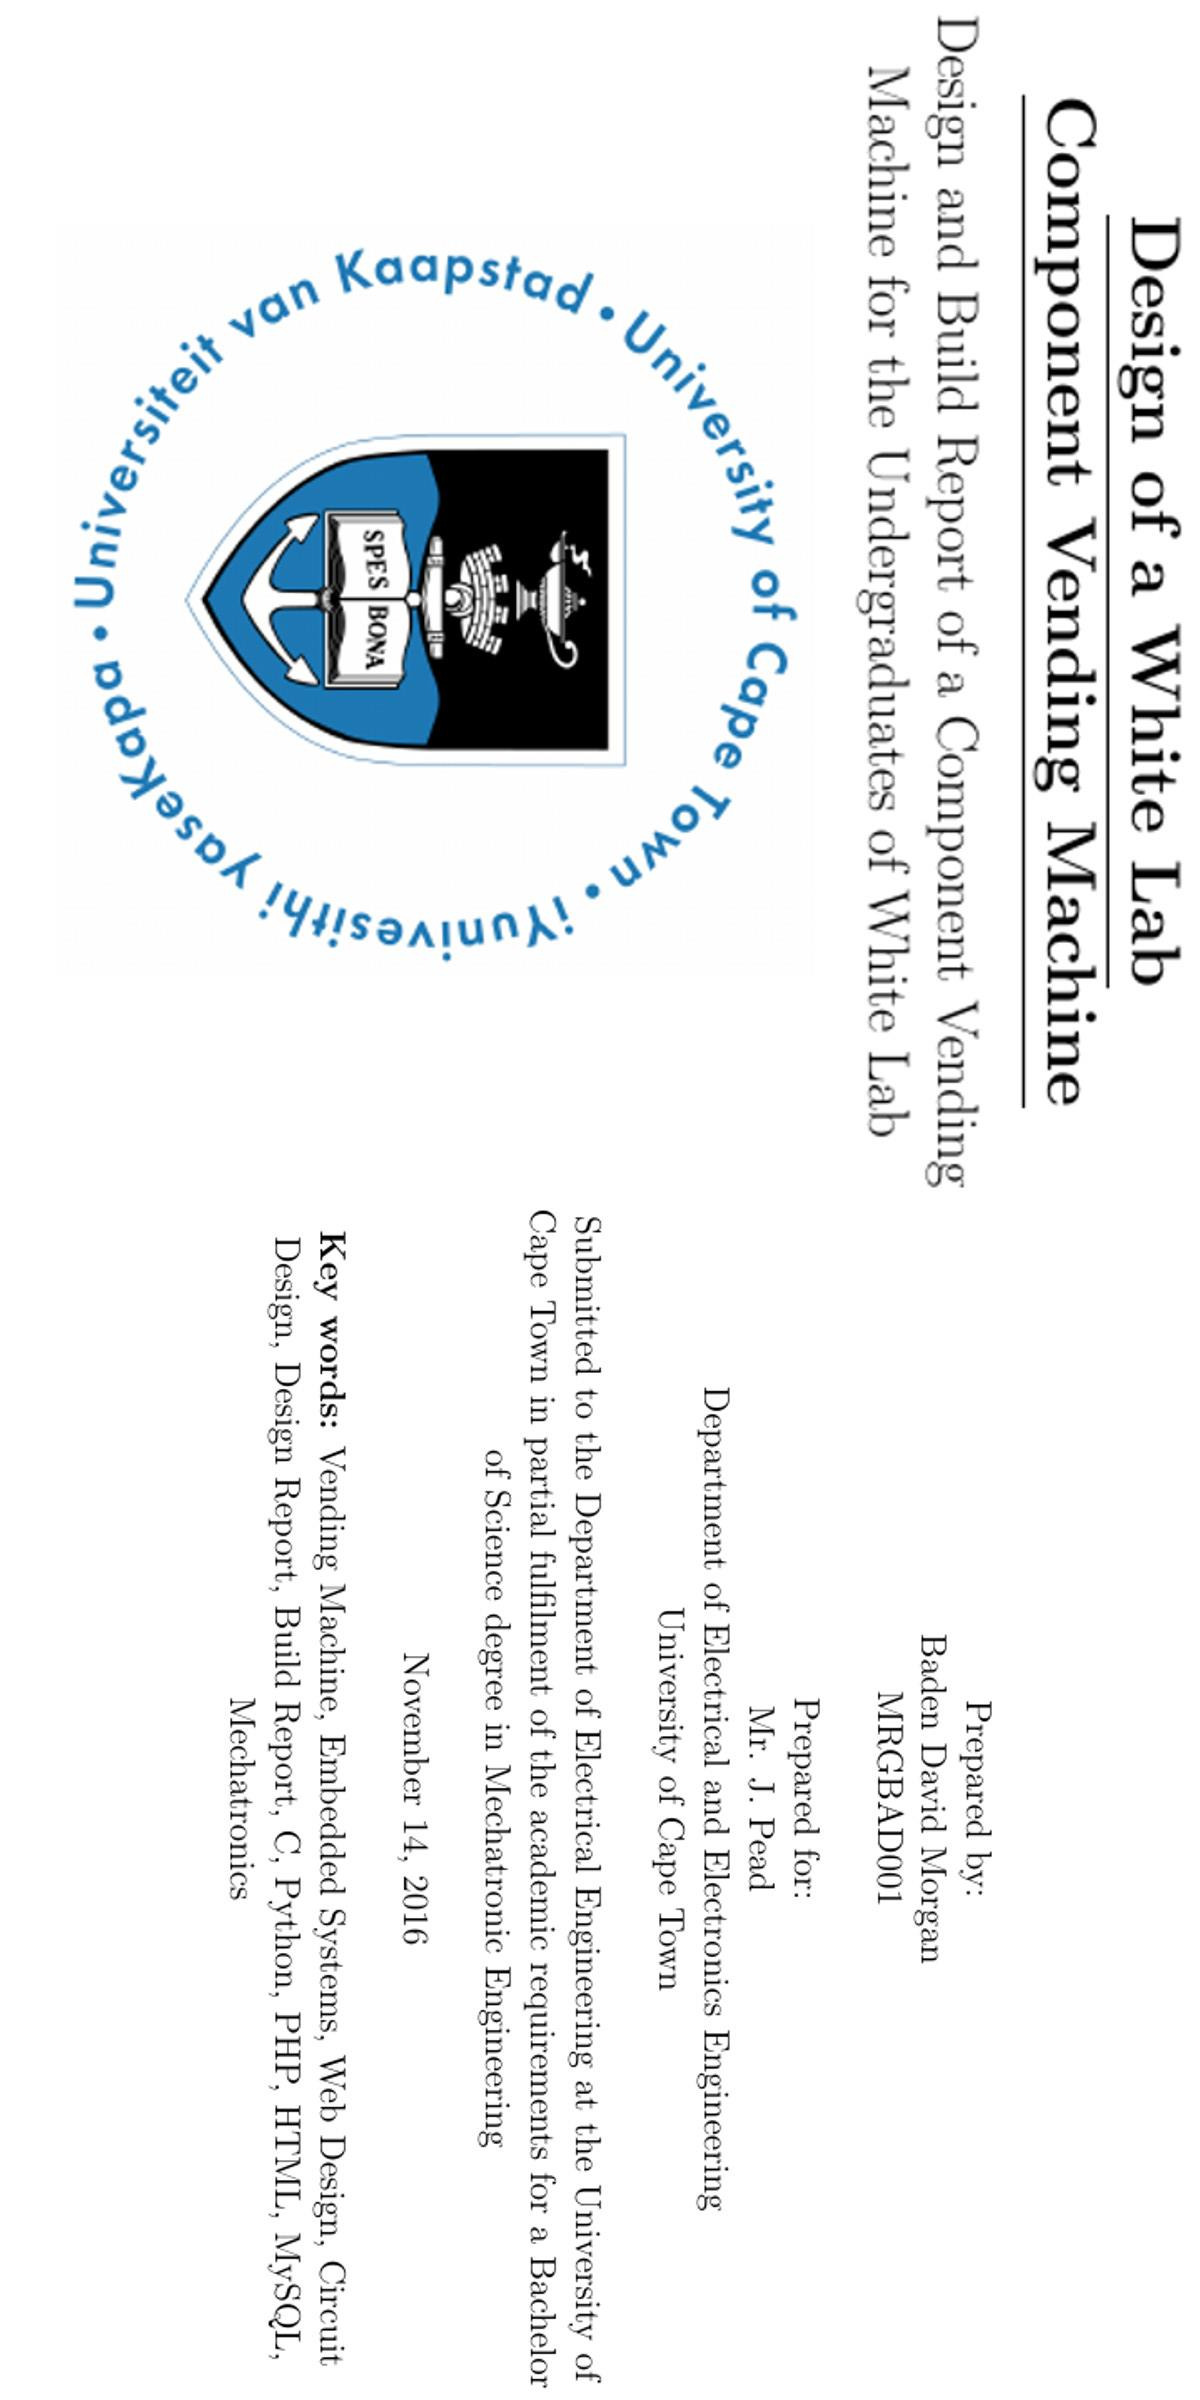 Design of a White Lab
Component Vending Machine
Design and Build Report of a Component Vending
Machine for the Undergraduates of White Lab
Universiteit van Kaapstad • University of Cape Town • iYunivesithi yaseKapa •
SPES BONA
Prepared by:
Baden David Morgan
MRGBAD001
Prepared for:
Mr. J. Pead
Department of Electrical and Electronics Engineering
University of Cape Town
Submitted to the Department of Electrical Engineering at the University of
Cape Town in partial fulfilment of the academic requirements for a Bachelor
of Science degree in Mechatronic Engineering
November 14, 2016
Key words: Vending Machine, Embedded Systems, Web Design, Circuit
Design, Design Report, Build Report, C, Python, PHP, HTML, MySQL,
Mechatronics